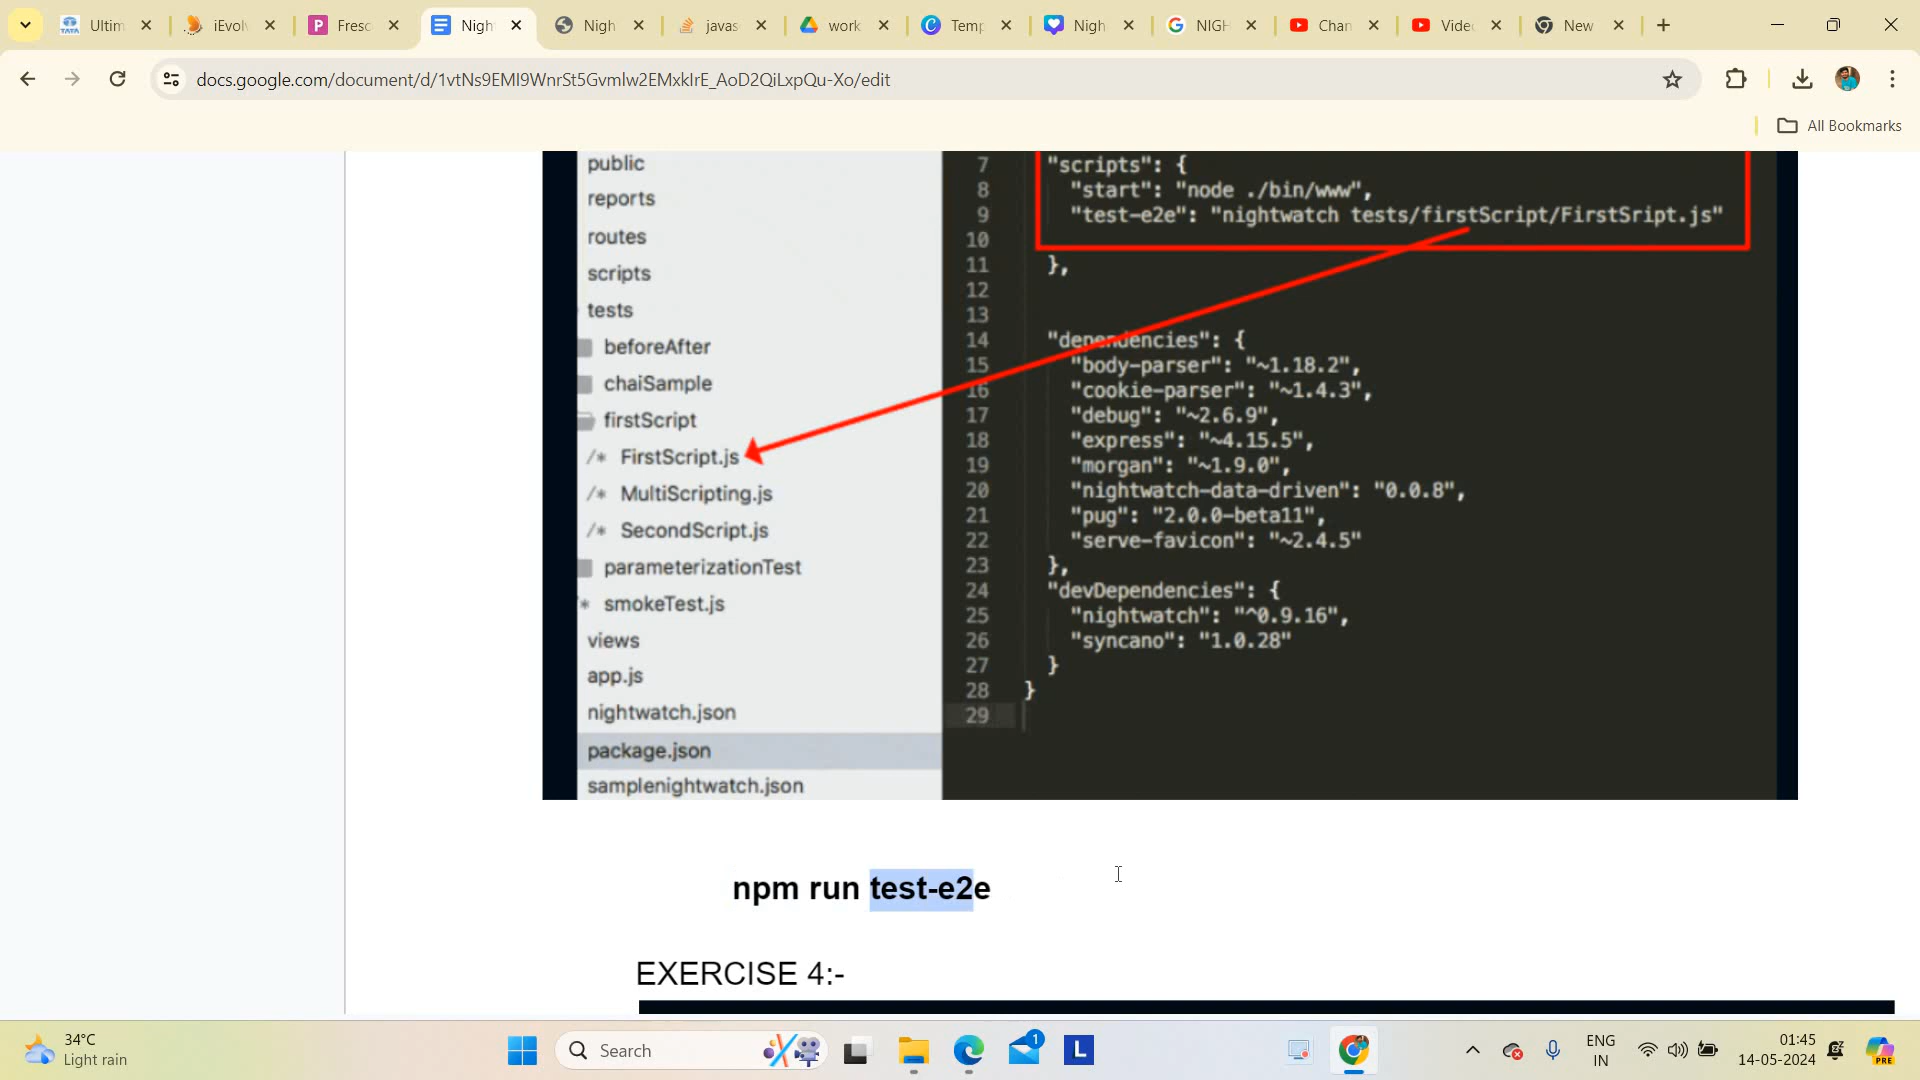 Ultim
iEvolv
Fresc
Nigh
Nigh
javas
work
Temp
Nigh
NIGH
Chan
Vide
New
docs.google.com/document/d/1vtNs9EMI9WnrSt5Gvmlw2EMxkIrE_AoD2QiLxpQu-Xo/edit
All Bookmarks
public
reports
routes
scripts
tests
beforeAfter
chaiSample
firstScript
/* FirstScript.js
/* MultiScripting.js
/* SecondScript.js
parameterizationTest
* smokeTest.js
views
app.js
nightwatch.json
package.json
samplenightwatch.json
7 "scripts": {
8 "start": "node ./bin/www",
9 "test-e2e": "nightwatch tests/firstScript/FirstSript.js"
10
11 },
12
13
14 "dependencies": {
15 "body-parser": "~1.18.2",
16 "cookie-parser": "~1.4.3",
17 "debug": "~2.6.9",
18 "express": "~4.15.5",
19 "morgan": "~1.9.0",
20 "nightwatch-data-driven": "0.0.8",
21 "pug": "2.0.0-beta11",
22 "serve-favicon": "~2.4.5"
23 },
24 "devDependencies": {
25 "nightwatch": "^0.9.16",
26 "syncano": "1.0.28"
27 }
28 }
29
npm run test-e2e
EXERCISE 4:-
34°C
Light rain
Search
1
L
ENG
IN
01:45
14-05-2024
PRE